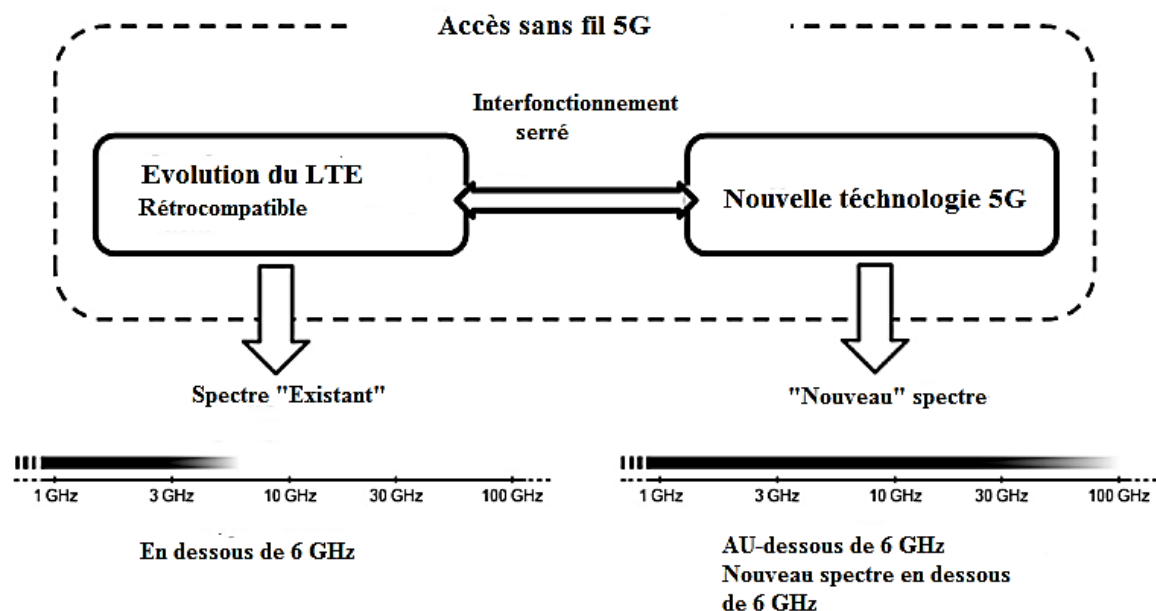 Accès sans fil 5G
Interfonctionnement
serré
Evolution du LTE
Rétrocompatible
Nouvelle téchnologie 5G
Spectre "Existant"
"Nouveau" spectre
1 GHz 3 GHz 10 GHz 30 GHz 100 GHz
1 GHz 3 GHz 10 GHz 30 GHz 100 GHz
En dessous de 6 GHz
AU-dessous de 6 GHz
Nouveau spectre en dessous
de 6 GHz